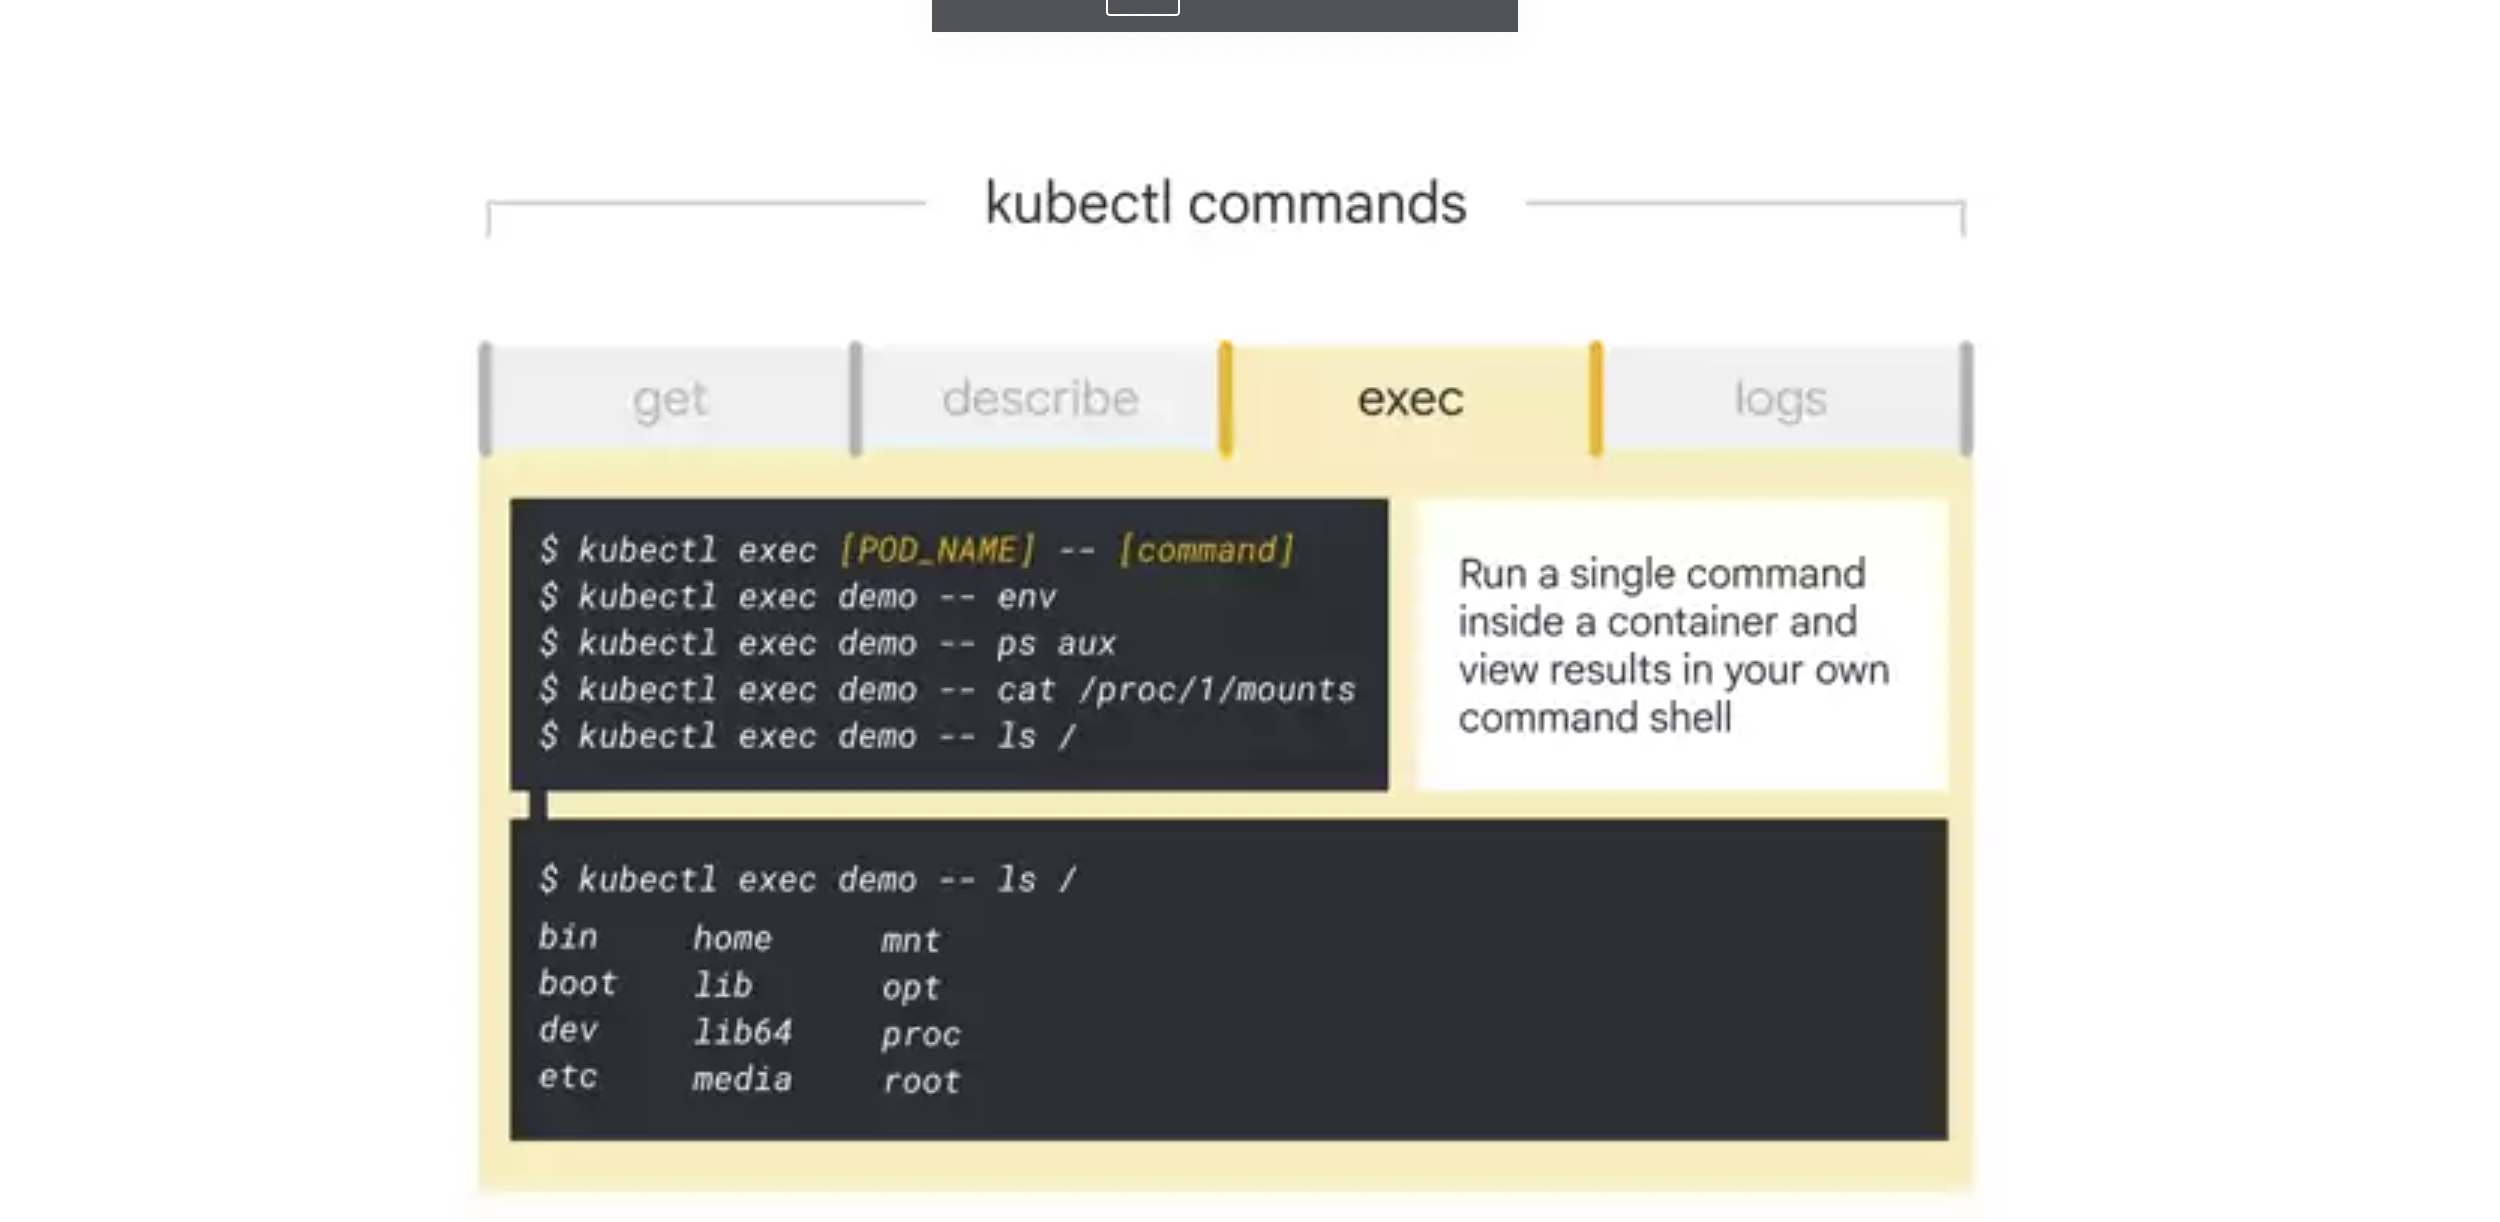 kubectl commands
get describe exec logs
$ kubectl exec [POD_NAME] -- [command]
$ kubectl exec demo -- env
$ kubectl exec demo -- ps aux
$ kubectl exec demo -- cat /proc/1/mounts
$ kubectl exec demo -- ls /
Run a single command
inside a container and
view results in your own
command shell
$ kubectl exec demo -- ls /
bin home mnt
boot lib opt
dev lib64 proc
etc media root